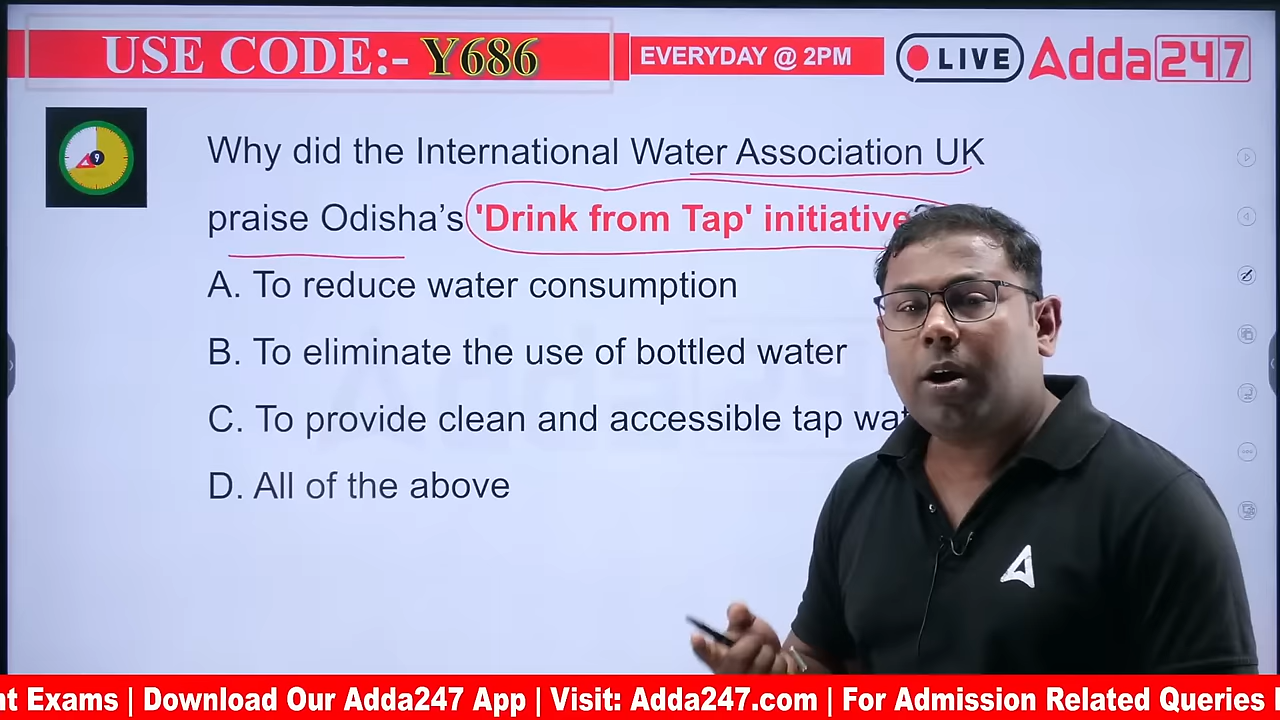 USE CODE:- Y686
EVERYDAY @ 2PM
LIVE
Adda247
9
Why did the International Water Association UK
praise Odisha's 'Drink from Tap' initiative?
A. To reduce water consumption
B. To eliminate the use of bottled water
C. To provide clean and accessible tap
D. All of the above
Exams | Download Our Adda247 App | Visit: Adda247.com | For Admission Related Queries